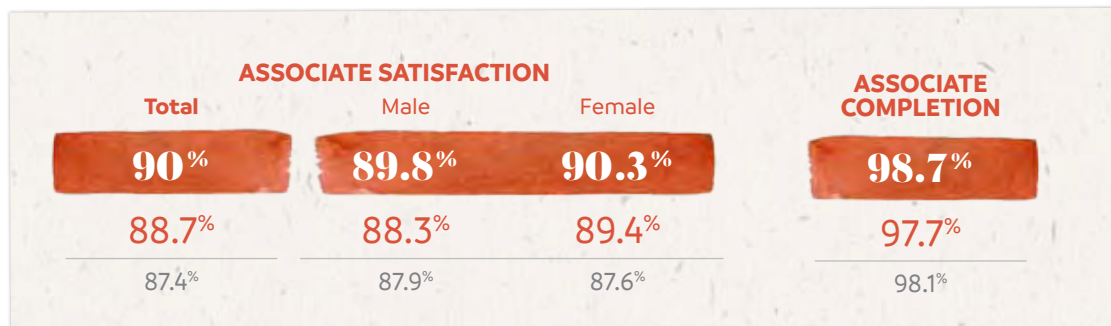 ASSOCIATE SATISFACTION
Total Male Female
90% 89.8% 90.3%
88.7% 88.3% 89.4%
87.4% 87.9% 87.6%
ASSOCIATE
COMPLETION
98.7%
97.7%
98.1%